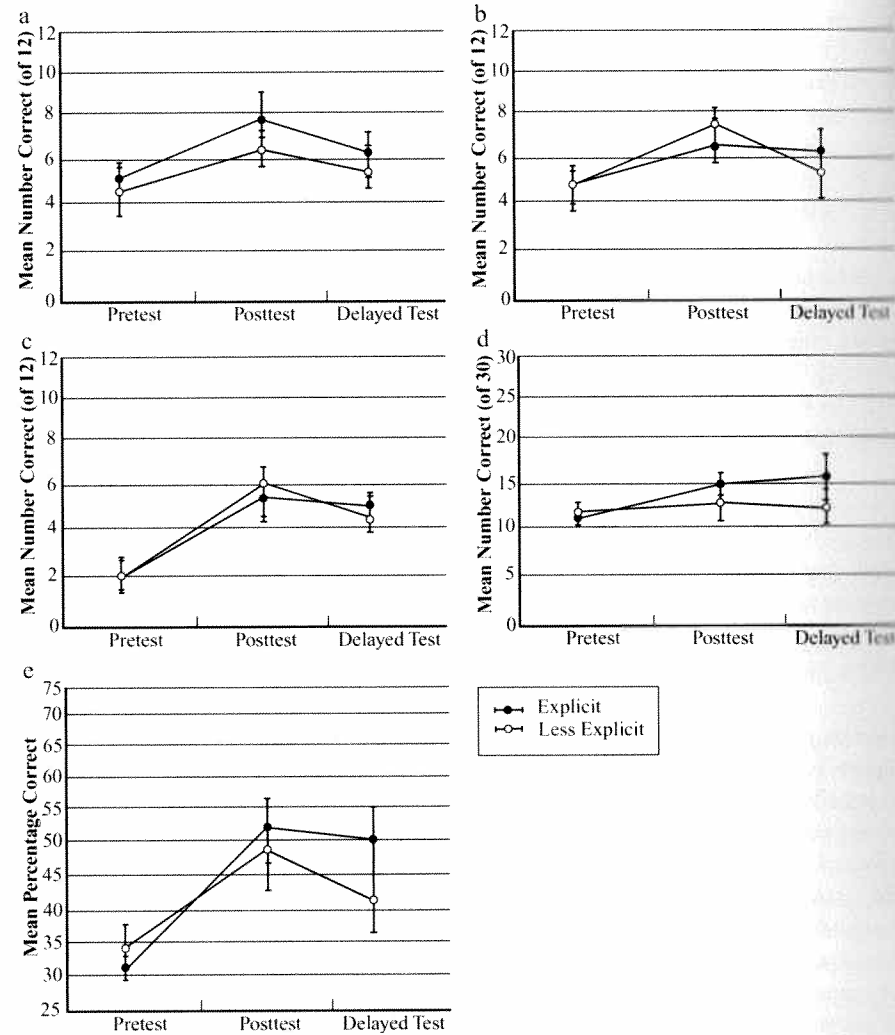 a
Mean Number Correct (of 12)
12
10
8
6
4
2
0
Pretest
Posttest
Delayed Test
b
Mean Number Correct (of 12)
12
10
8
6
4
2
0
Pretest
Posttest
Delayed Test
c
Mean Number Correct (of 12)
12
10
8
6
4
2
0
Pretest
Posttest
Delayed Test
d
Mean Number Correct (of 30)
30
25
20
15
10
5
0
Pretest
Posttest
Delayed Test
e
Mean Percentage Correct
75
70
65
60
55
50
45
40
35
30
25
Pretest
Posttest
Delayed Test
Explicit
Less Explicit